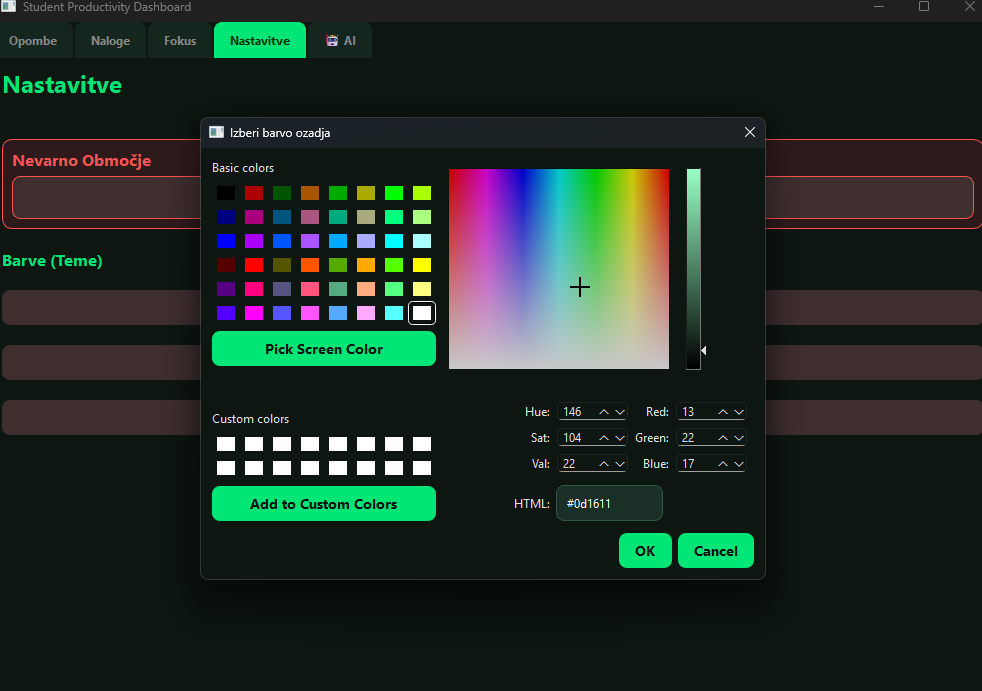 Student Productivity Dashboard
Opombe
Naloge
Fokus
Nastavitve
AI
Nastavitve
Nevarno Območje
Barve (Teme)
Izberi barvo ozadja
Basic colors
Pick Screen Color
Custom colors
Add to Custom Colors
Hue: 146 Red: 13
Sat: 104 Green: 22
Val: 22 Blue: 17
HTML: #0d1611
OK Cancel